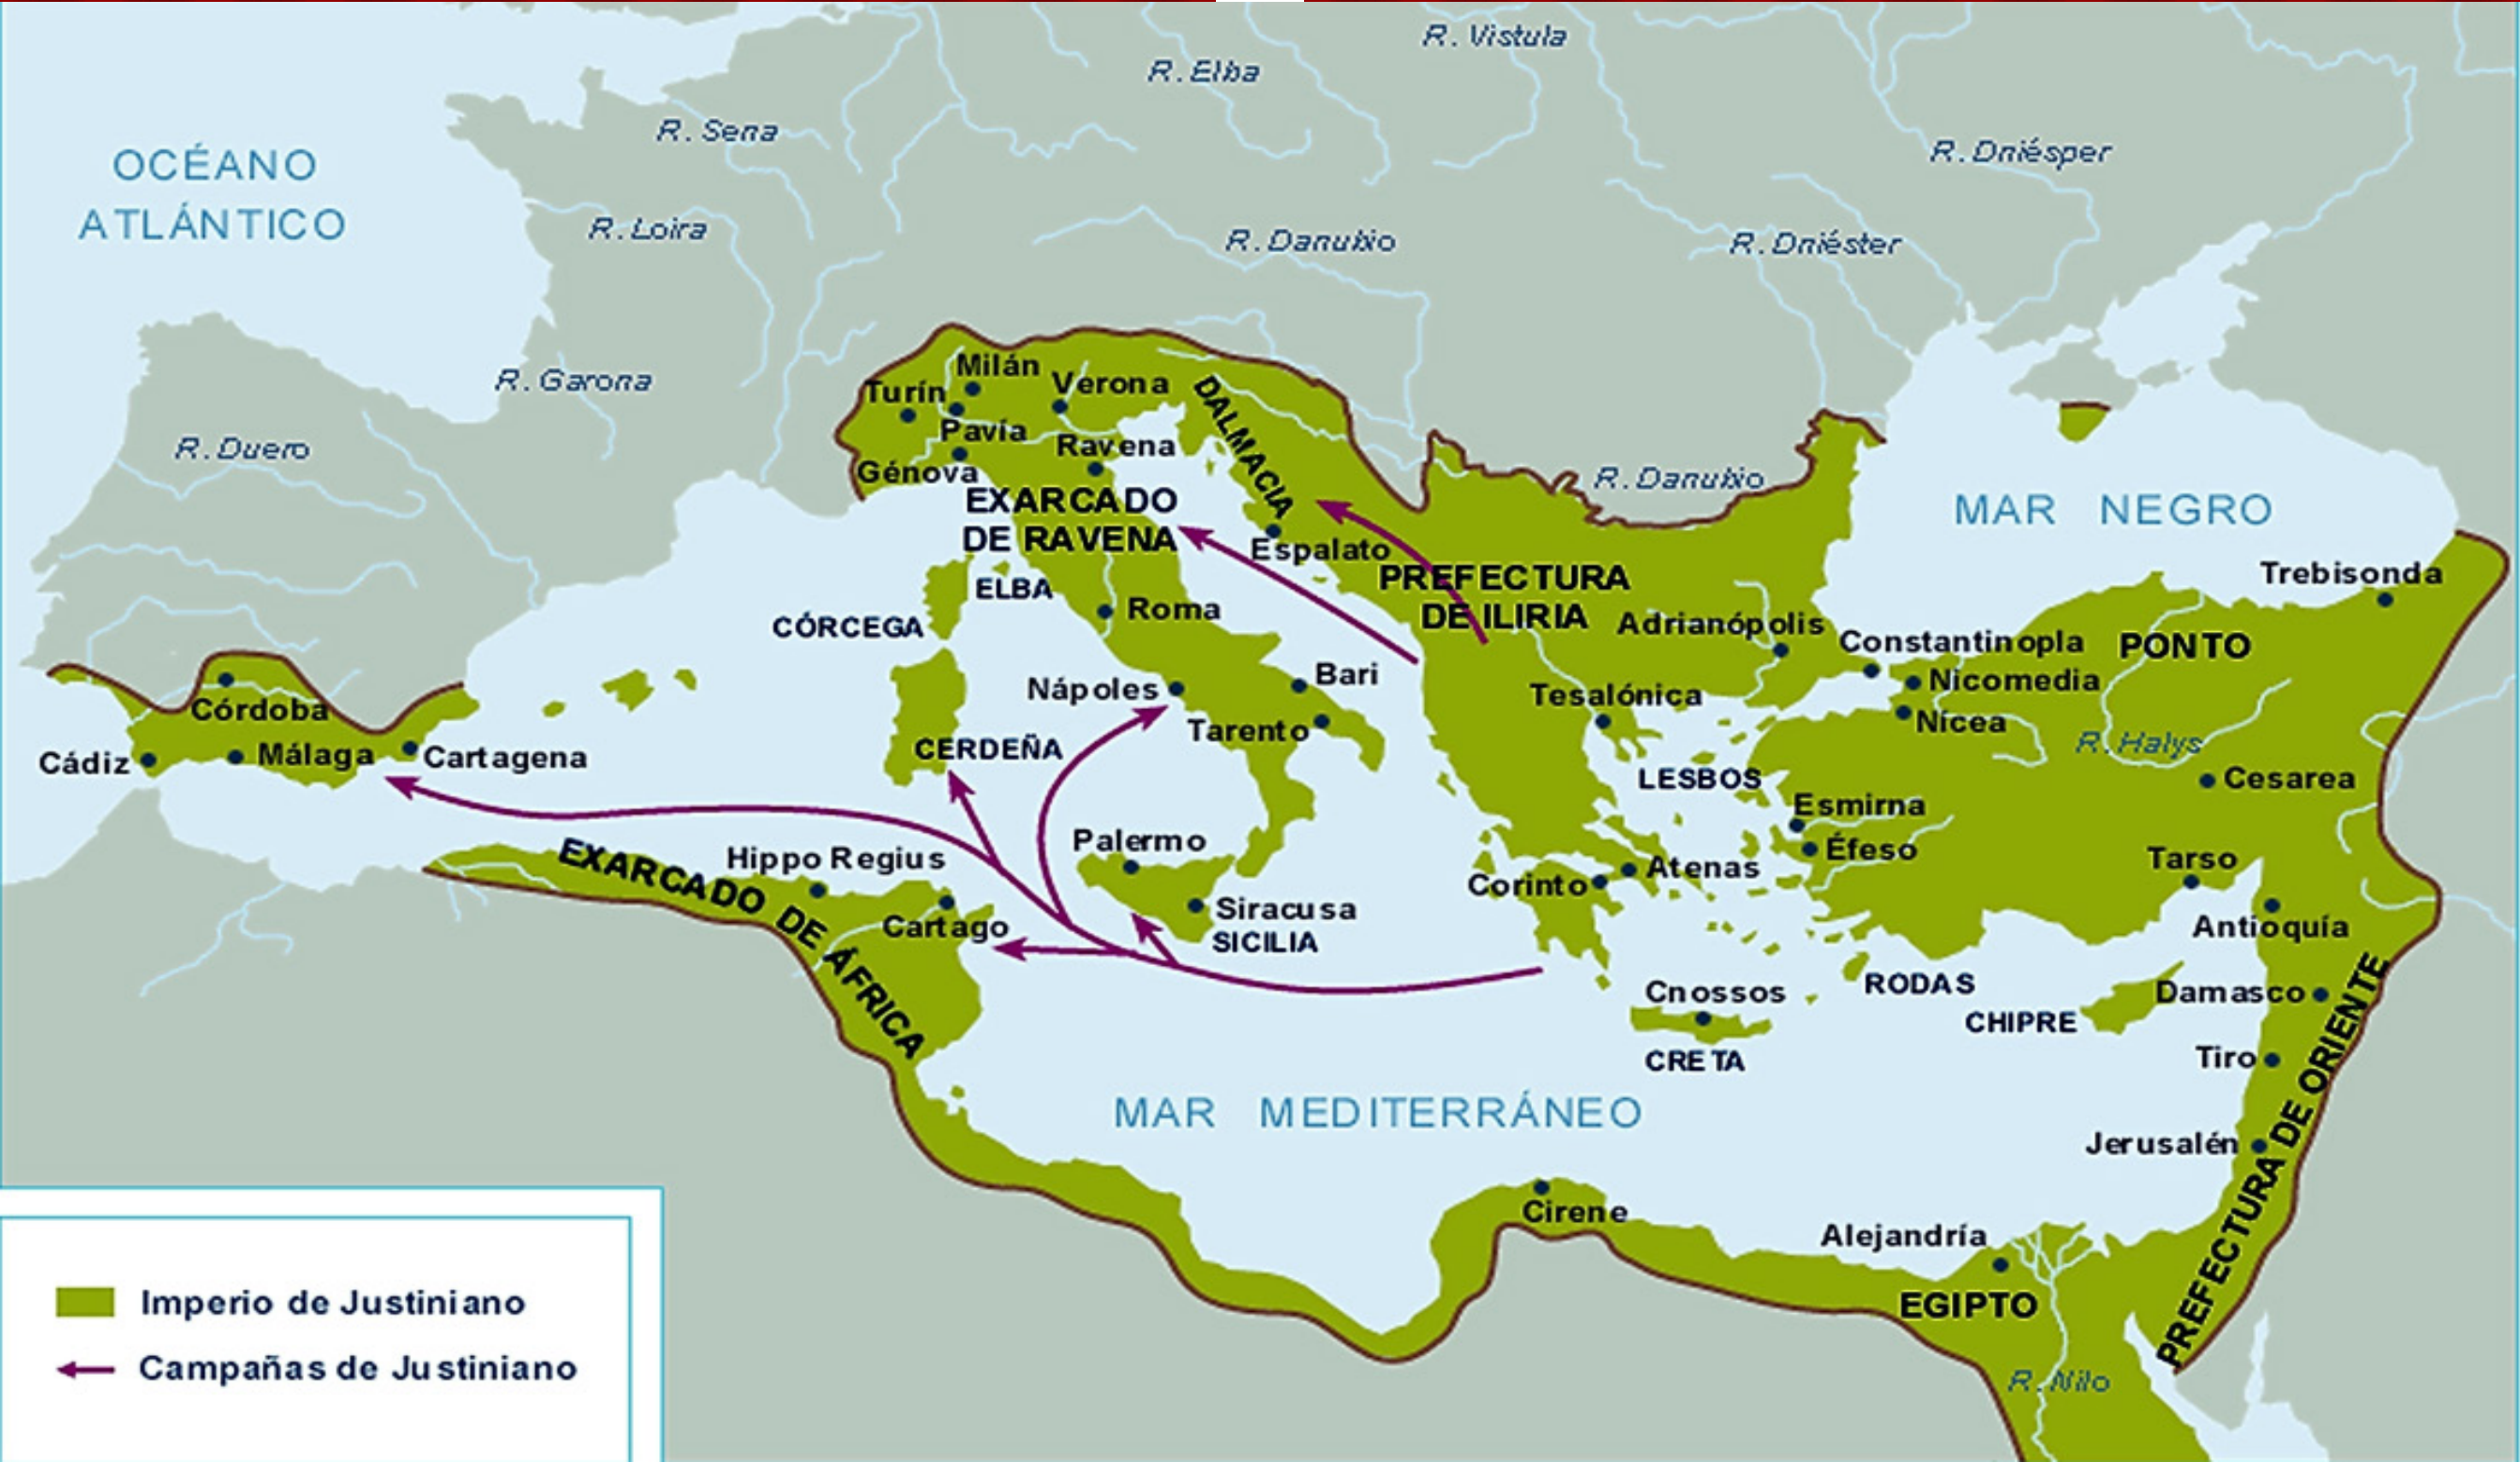 R. Vistula
R. Elba
R. Sena
R. Dniésper
OCÉANO
ATLÁNTICO
R. Loira
R. Danubio
R. Dniéster
R. Garona
Milán
Verona
Turín
DALMACIA
Pavía
Ravena
R. Duero
Génova
R. Danubio
EXARCADO
DE RAVENA
MAR NEGRO
Espalato
PREFECTURA
DE ILIRIA
Trebisonda
ELBA
Roma
CÓRCEGA
Adrianópolis
Constantinopla
PONTO
Bari
Nápoles
Nicomedia
Tesalónica
Córdoba
Nícea
Tarento
R. Halys
CERDEÑA
Cádiz
Málaga
Cartagena
LESBOS
Cesarea
Esmirna
Palermo
Éfeso
EXARCADO DE ÁFRICA
Hippo Regius
Tarso
Atenas
Corinto
Siracusa
SICILIA
Cartago
Antioquía
RODAS
Cnossos
Damasco
CHIPRE
CRETA
Tiro
MAR MEDITERRÁNEO
Jerusalén
PREFECTURA DE ORIENTE
Cirene
Alejandría
EGIPTO
R. Nilo
Imperio de Justiniano
Campañas de Justiniano